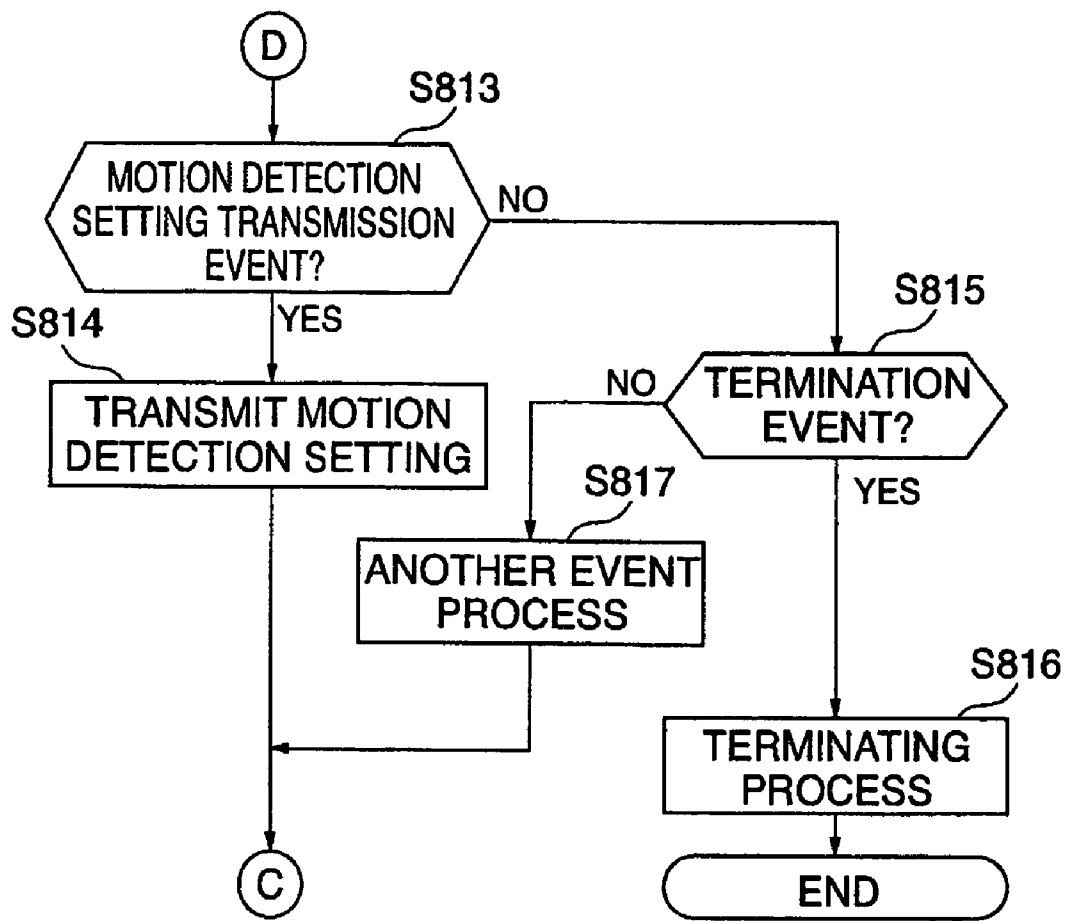 D
S813
MOTION DETECTION
SETTING TRANSMISSION
EVENT?
NO
YES
S814
TRANSMIT MOTION
DETECTION SETTING
S815
TERMINATION
EVENT?
NO
YES
S817
ANOTHER EVENT
PROCESS
S816
TERMINATING
PROCESS
C
END